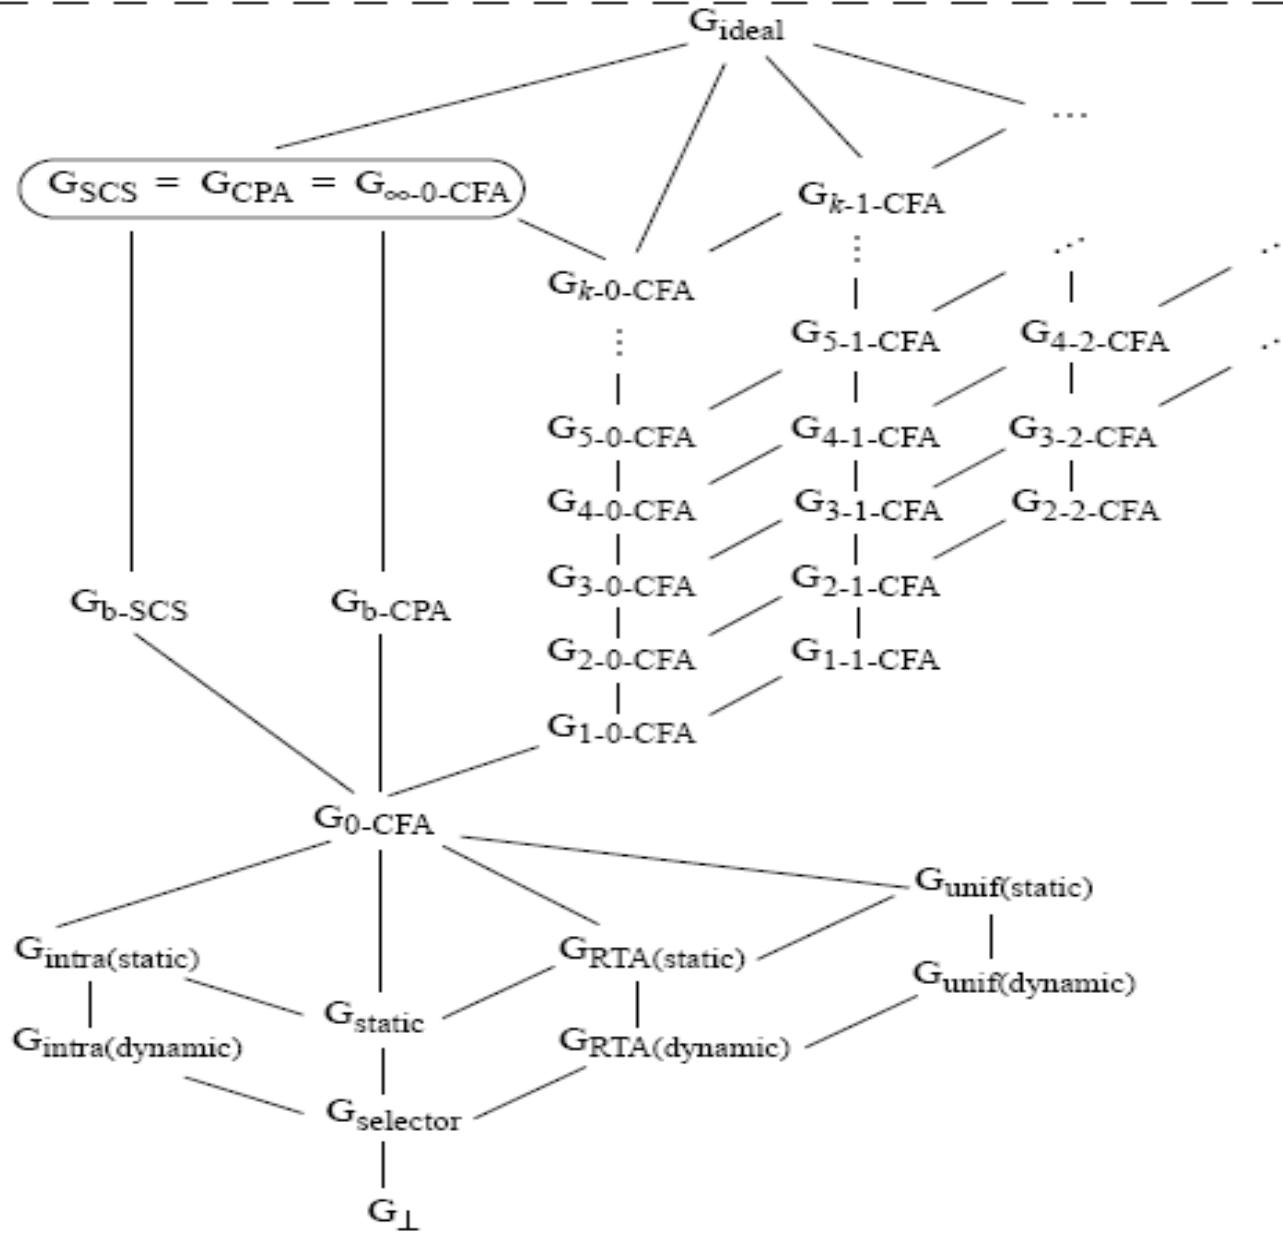 G_ideal
...
G_SCS = G_CPA = G_∞-0-CFA
G_k-1-CFA
G_k-0-CFA
G_5-1-CFA G_4-2-CFA
G_5-0-CFA G_4-1-CFA G_3-2-CFA
G_4-0-CFA G_3-1-CFA G_2-2-CFA
G_3-0-CFA G_2-1-CFA
G_b-SCS G_b-CPA
G_2-0-CFA G_1-1-CFA
G_1-0-CFA
G_0-CFA
G_unif(static)
G_intra(static) G_RTA(static)
G_unif(dynamic)
G_static
G_intra(dynamic) G_RTA(dynamic)
G_selector
G_⊥